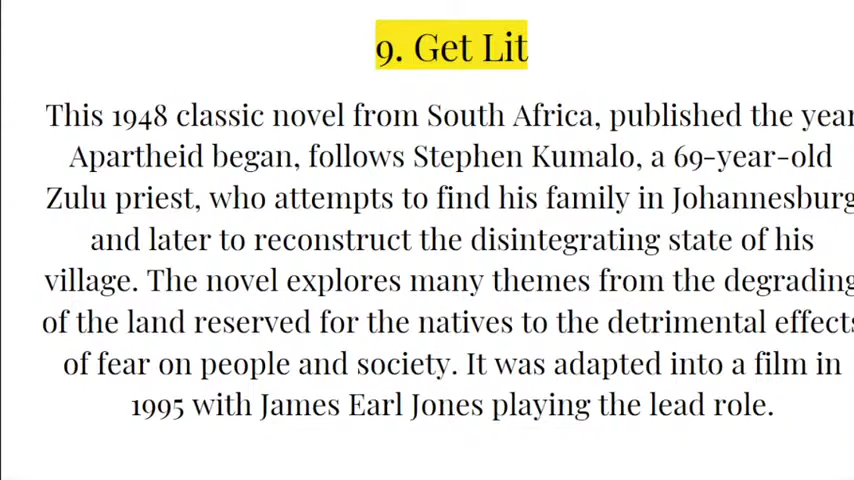 9. Get Lit
This 1948 classic novel from South Africa, published the year
Apartheid began, follows Stephen Kumalo, a 69-year-old
Zulu priest, who attempts to find his family in Johannesburg
and later to reconstruct the disintegrating state of his
village. The novel explores many themes from the degrading
of the land reserved for the natives to the detrimental effects
of fear on people and society. It was adapted into a film in
1995 with James Earl Jones playing the lead role.